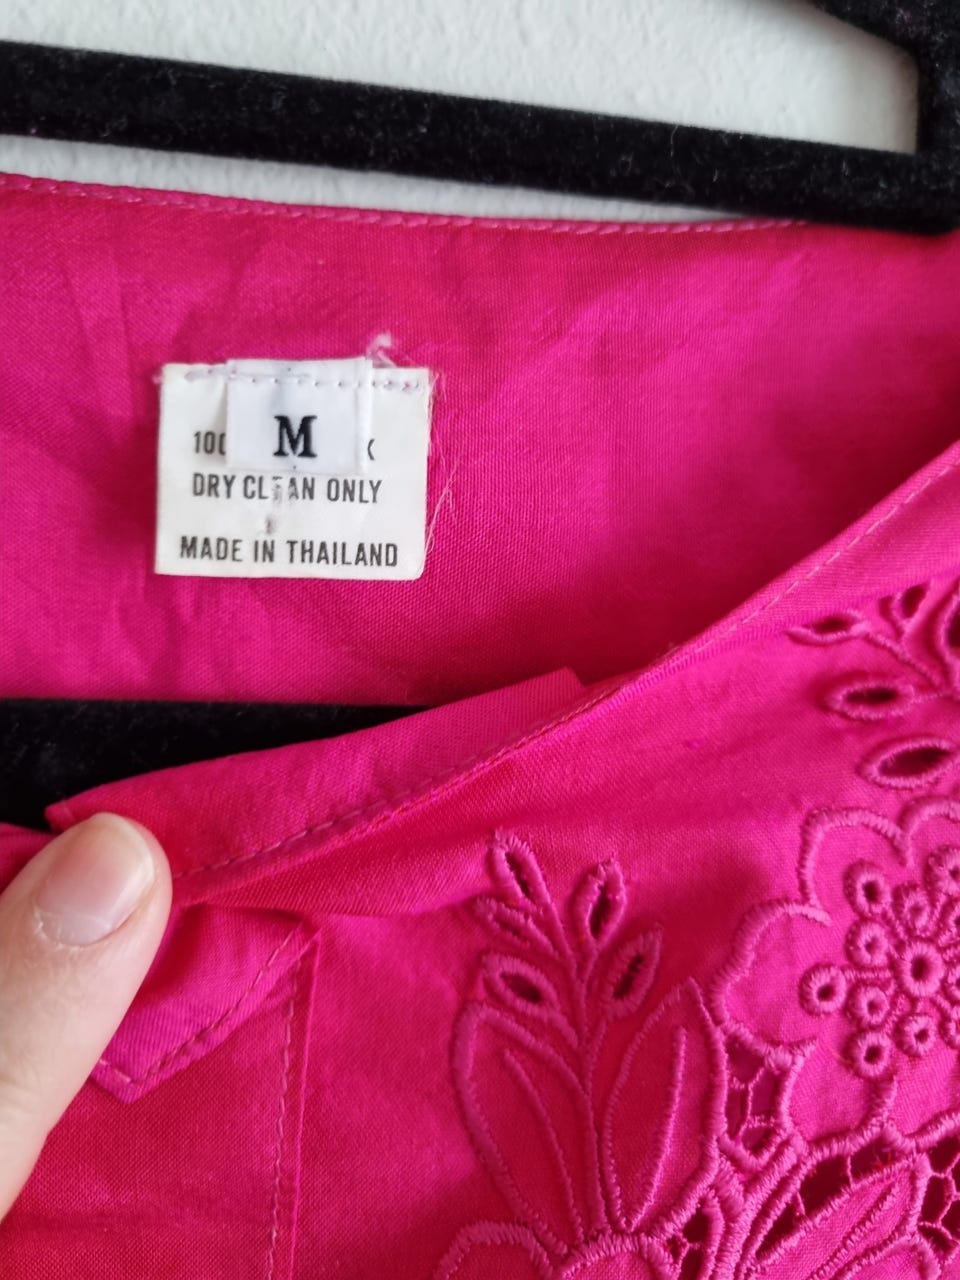 M
100
DRY CLEAN ONLY
MADE IN THAILAND